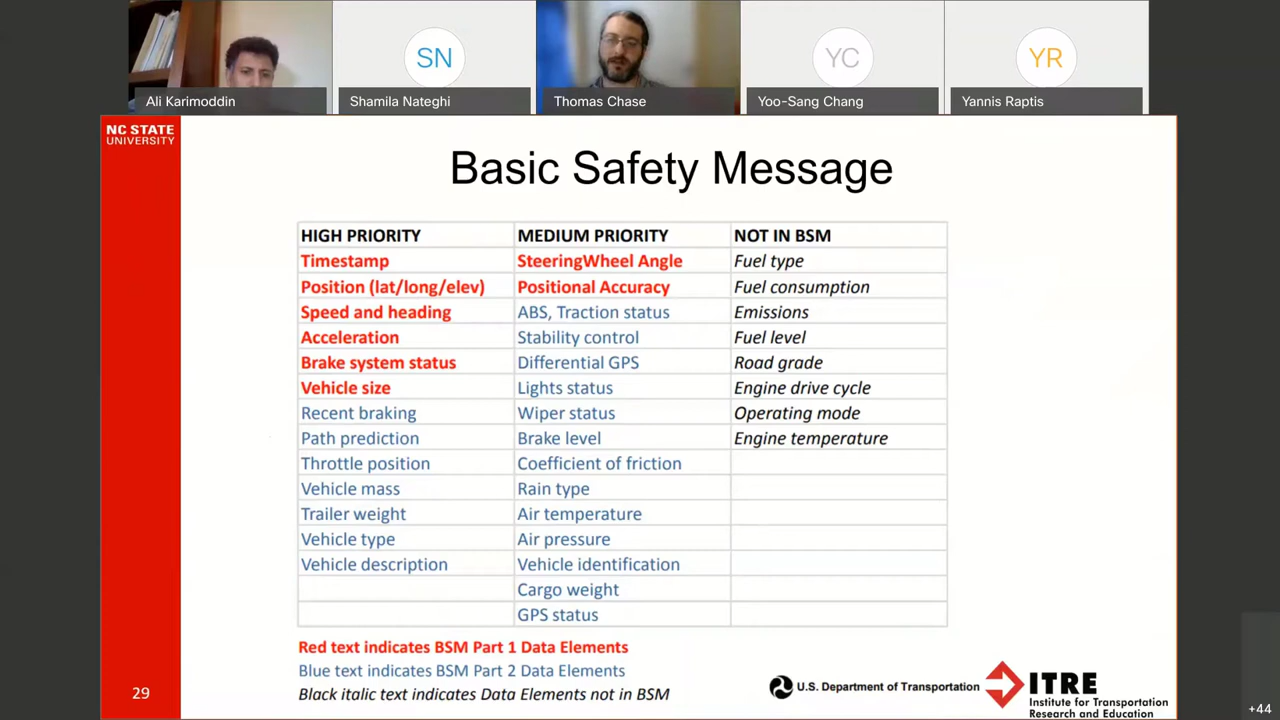 SN
YC
YR
Ali Karimoddin
Shamila Nateghi
Thomas Chase
Yoo-Sang Chang
Yannis Raptis
NC STATE
UNIVERSITY
Basic Safety Message
HIGH PRIORITY MEDIUM PRIORITY NOT IN BSM
Timestamp SteeringWheel Angle Fuel type
Position (lat/long/elev) Positional Accuracy Fuel consumption
Speed and heading ABS, Traction status Emissions
Acceleration Stability control Fuel level
Brake system status Differential GPS Road grade
Vehicle size Lights status Engine drive cycle
Recent braking Wiper status Operating mode
Path prediction Brake level Engine temperature
Throttle position Coefficient of friction
Vehicle mass Rain type
Trailer weight Air temperature
Vehicle type Air pressure
Vehicle description Vehicle identification
Cargo weight
GPS status
Red text indicates BSM Part 1 Data Elements
Blue text indicates BSM Part 2 Data Elements
Black italic text indicates Data Elements not in BSM
29
U.S. Department of Transportation
ITRE
Institute for Transportation
Research and Education
+44